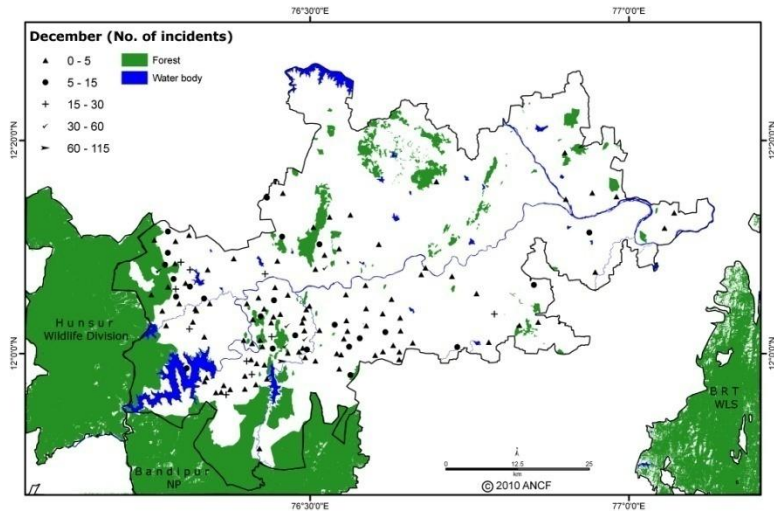 76°30'0"E 77°0'0"E
December (No. of incidents)
0 - 5 Forest
5 - 15 Water body
15 - 30
30 - 60
60 - 115
12°20'0"N 12°20'0"N
Hunsur
Wildlife Division
12°0'0"N 12°0'0"N
BRT
WLS
Bandipur
NP
0 12.5 25
km
© 2010 ANCF
76°30'0"E 77°0'0"E